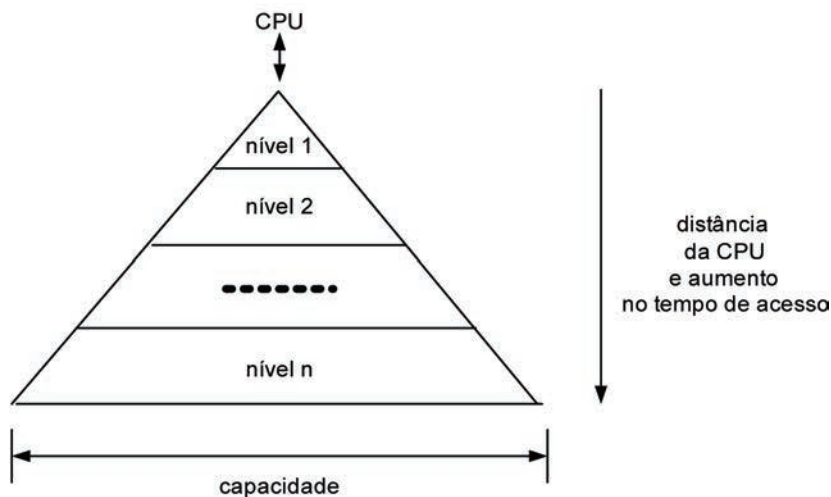 CPU
nível 1
nível 2
nível n
distância
da CPU
e aumento
no tempo de acesso
capacidade